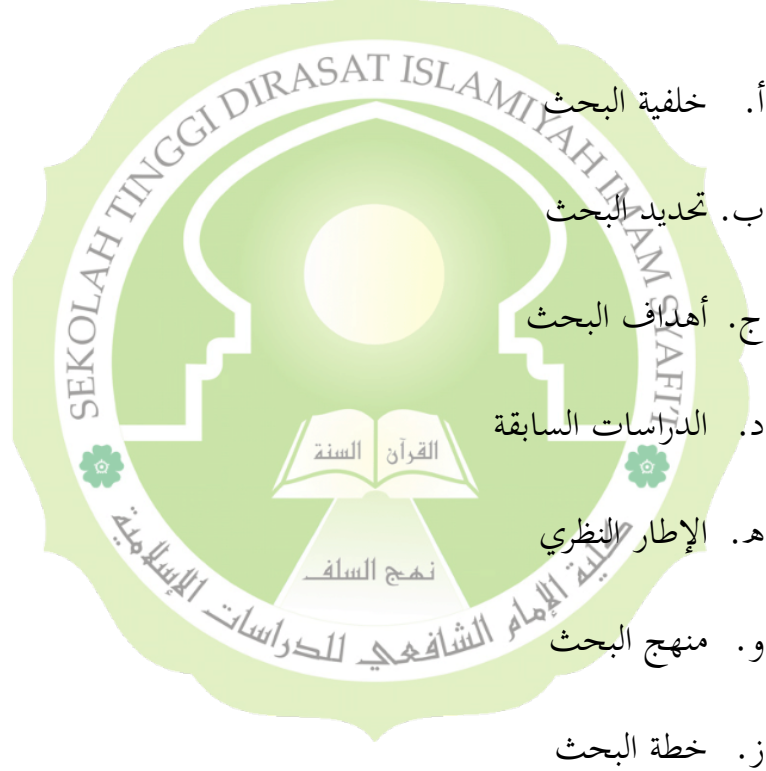 أ. خلفية البحث
ب. تحديد البحث
ج. أهداف البحث
د. الدراسات السابقة
ه. الإطار النظري
و. منهج البحث
ز. خطة البحث
SEKOLAH TINGGI DIRASAT ISLAMIYAH IMAM SYAFI'I
القرآن السنة
نهج السلف
كلية الإمام الشافعي للدراسات الإسلامية